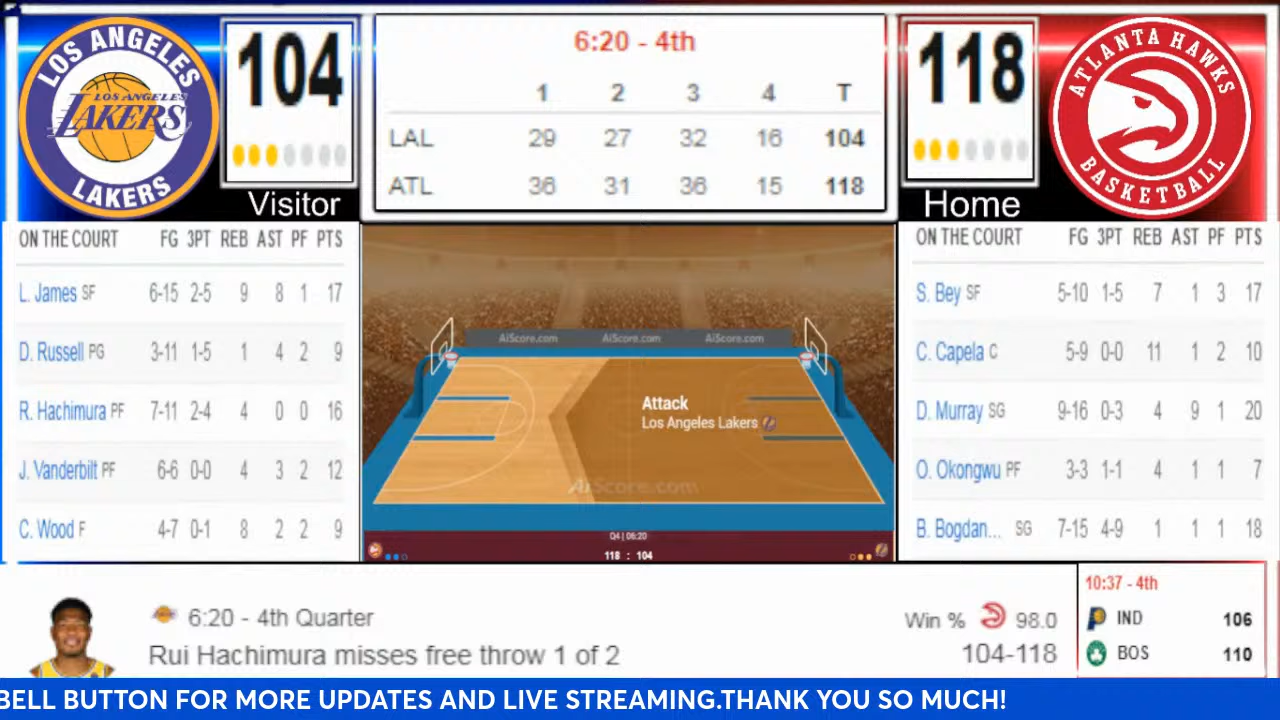 LOS ANGELES
LOS ANGELES
LAKERS
LAKERS
104
Visitor
6:20 - 4th
1 2 3 4 T
LAL 29 27 32 16 104
ATL 36 31 36 15 118
118
Home
ATLANTA HAWKS
BASKETBALL
ON THE COURT FG 3PT REB AST PF PTS
L. James SF 6-15 2-5 9 8 1 17
D. Russell PG 3-11 1-5 1 4 2 9
R. Hachimura PF 7-11 2-4 4 0 0 16
J. Vanderbilt PF 6-6 0-0 4 3 2 12
C. Wood F 4-7 0-1 8 2 2 9
AiScore.com AiScore.com AiScore.com
Attack
Los Angeles Lakers
AiScore.com
Q4 | 06:20
118 : 104
ON THE COURT FG 3PT REB AST PF PTS
S. Bey SF 5-10 1-5 7 1 3 17
C. Capela C 5-9 0-0 11 1 2 10
D. Murray SG 9-16 0-3 4 9 1 20
O. Okongwu PF 3-3 1-1 4 1 1 7
B. Bogdan... SG 7-15 4-9 1 1 1 18
6:20 - 4th Quarter
Rui Hachimura misses free throw 1 of 2
Win % 98.0
104-118
10:37 - 4th
IND 106
BOS 110
BELL BUTTON FOR MORE UPDATES AND LIVE STREAMING.THANK YOU SO MUCH!